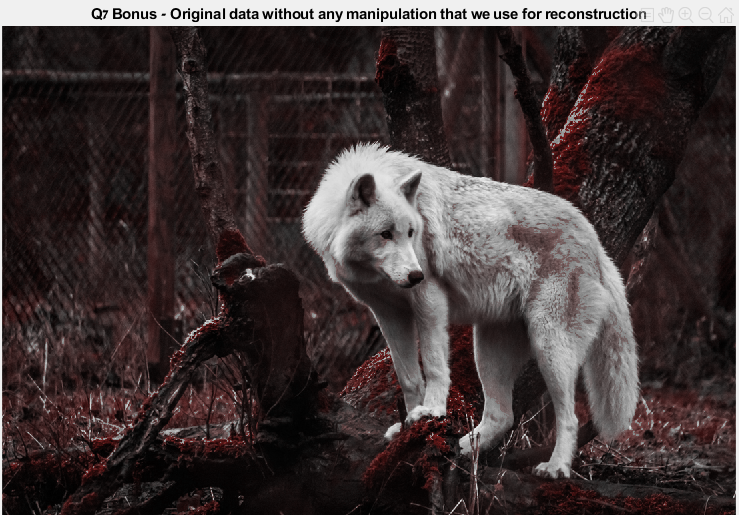 Q7 Bonus - Original data without any manipulation that we use for reconstruction